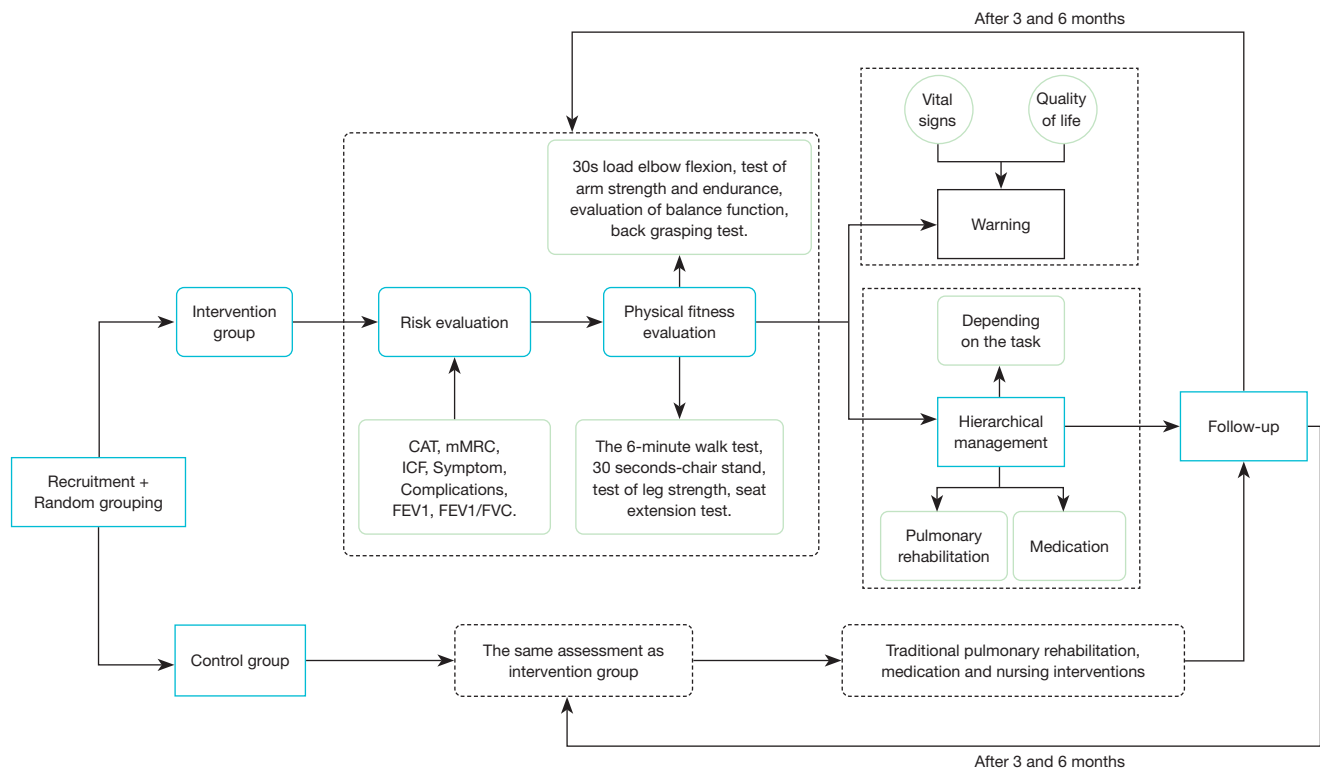 After 3 and 6 months
Vital
signs
Quality
of life
30s load elbow flexion, test of
arm strength and endurance,
evaluation of balance function,
back grasping test.
Warning
Intervention
group
Risk evaluation
Physical fitness
evaluation
Depending
on the task
CAT, mMRC,
ICF, Symptom,
Complications,
FEV1, FEV1/FVC.
The 6-minute walk test,
30 seconds-chair stand,
test of leg strength, seat
extension test.
Hierarchical
management
Follow-up
Recruitment +
Random grouping
Pulmonary
rehabilitation
Medication
Control group
The same assessment as
intervention group
Traditional pulmonary rehabilitation,
medication and nursing interventions
After 3 and 6 months